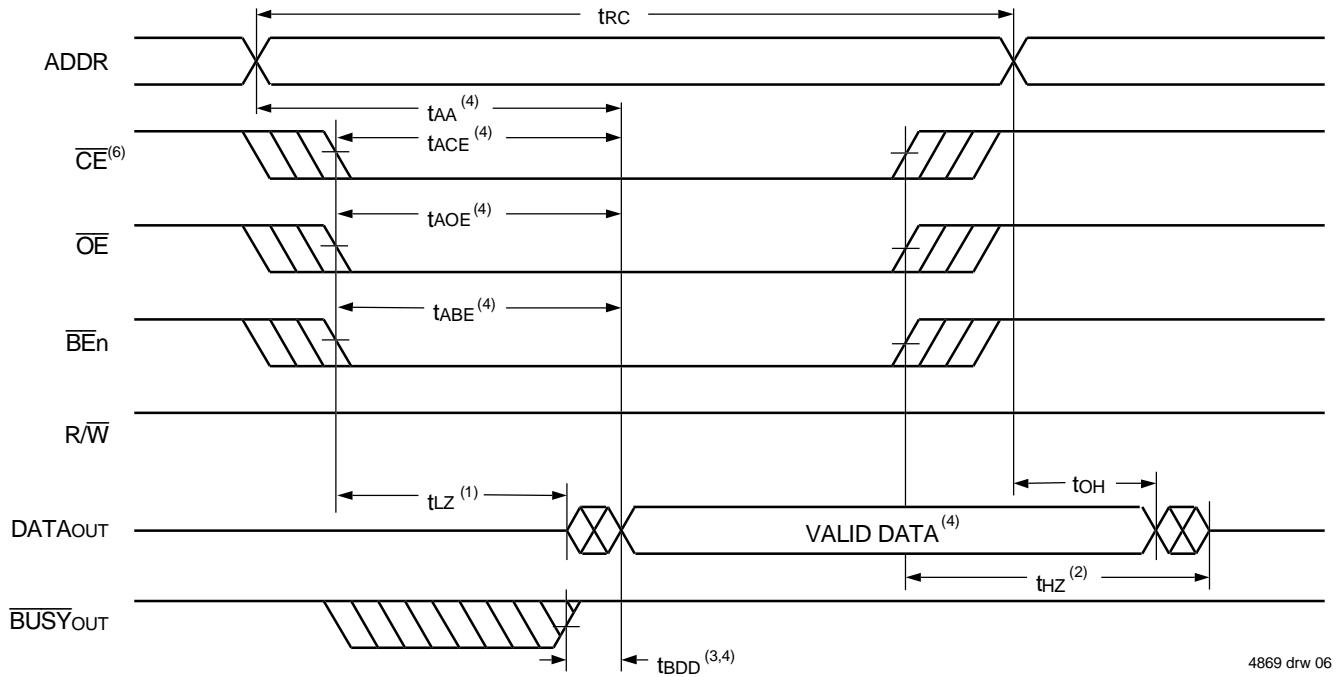 tRC
ADDR
tAA (4)
CE(6)
tACE (4)
OE
tAOE (4)
BEn
tABE (4)
R/W
tLZ (1)
tOH
DATAOUT
VALID DATA(4)
tHZ (2)
BUSYOUT
tBDD (3,4)
4869 drw 06